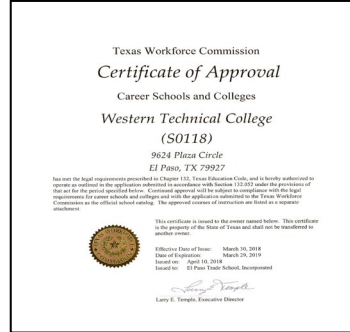 Texas Workforce Commission
Certificate of Approval
Career Schools and Colleges
Western Technical College
(S0118)
9624 Plaza Circle
El Paso, TX 79927
has met the legal requirements prescribed in Chapter 132, Texas Education Code, and is hereby authorized to
operate as outlined in the application submitted in accordance with Section 132.052 under the provisions of
that act for the period specified below. Continued approval will be subject to compliance with the legal
requirements for career schools and colleges and with the application submitted to the Texas Workforce
Commission as the official school catalog. The approved courses of instruction are listed as a separate
attachment.
This certificate is issued to the owner named below. This certificate
is the property of the State of Texas and shall not be transferred to
another owner.
Effective Date of Issue: March 30, 2018
Date of Expiration: March 29, 2019
Issued on: April 10, 2018
Issued to: El Paso Trade School, Incorporated
Larry E. Temple
Larry E. Temple, Executive Director